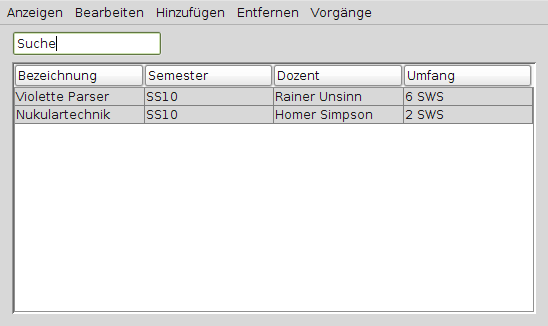 Anzeigen Bearbeiten Hinzufügen Entfernen Vorgänge
Suche
Bezeichnung Semester Dozent Umfang
Violette Parser SS10 Rainer Unsinn 6 SWS
Nukulartechnik SS10 Homer Simpson 2 SWS